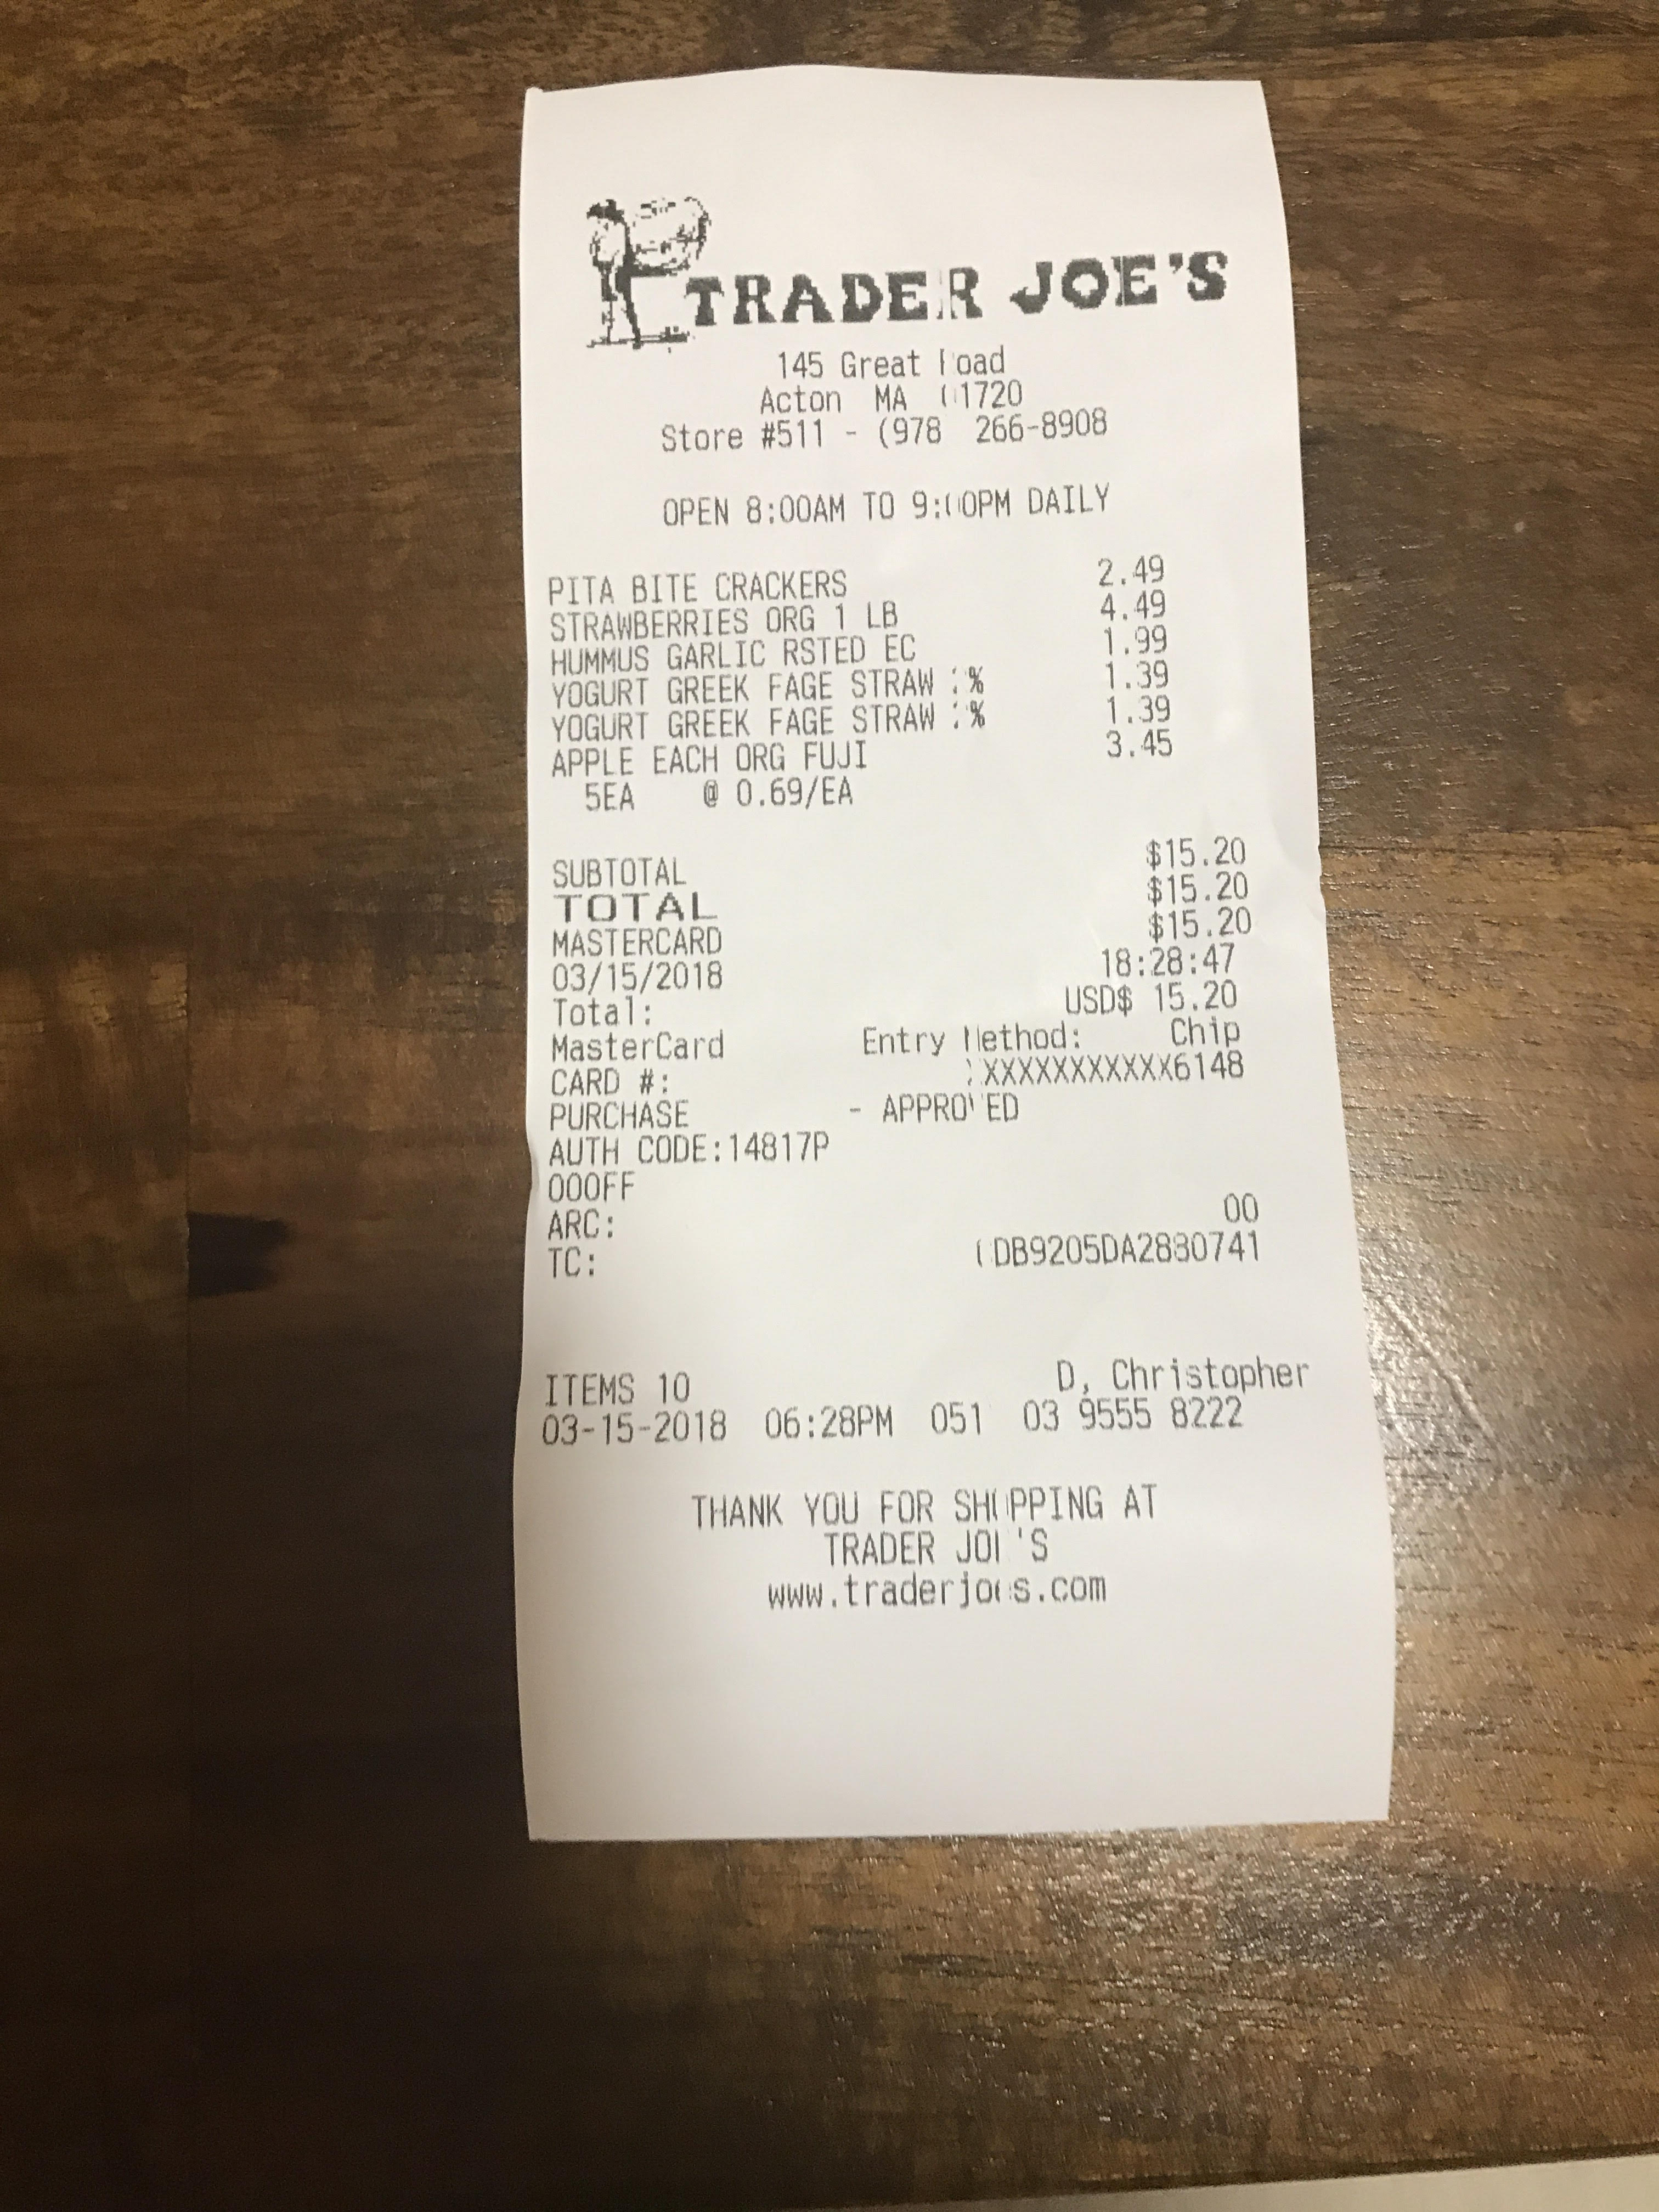 TRADER JOE'S
145 Great Road
Acton MA 01720
Store #511 - (978 266-8908
OPEN 8:00AM TO 9:00PM DAILY
PITA BITE CRACKERS 2.49
STRAWBERRIES ORG 1 LB 4.49
HUMMUS GARLIC RSTED EC 1.99
YOGURT GREEK FAGE STRAW 1.39
YOGURT GREEK FAGE STRAW 1.39
APPLE EACH ORG FUJI 3.45
5EA @ 0.69/EA
SUBTOTAL $15.20
TOTAL $15.20
MASTERCARD $15.20
03/15/2018 18:28:47
Total: USD$ 15.20
MasterCard Entry Method: Chip
CARD #: XXXXXXXXXXXX6148
PURCHASE - APPROVED
AUTH CODE:14817P
000FF
ARC: 00
TC:
ITEMS 10 D, Christopher
03-15-2018 06:28PM 051 03 9555 8222
THANK YOU FOR SHOPPING AT
TRADER JOE'S
www.traderjoes.com